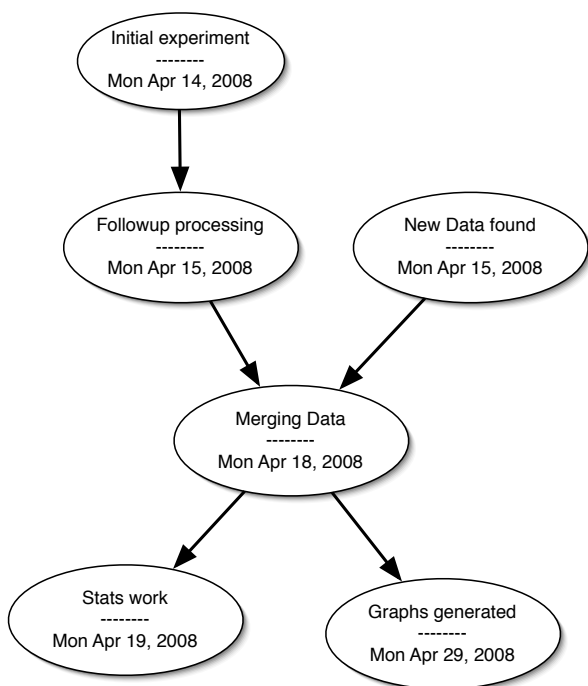 Initial experiment
--------
Mon Apr 14, 2008
Followup processing
--------
Mon Apr 15, 2008
New Data found
--------
Mon Apr 15, 2008
Merging Data
--------
Mon Apr 18, 2008
Stats work
--------
Mon Apr 19, 2008
Graphs generated
--------
Mon Apr 29, 2008